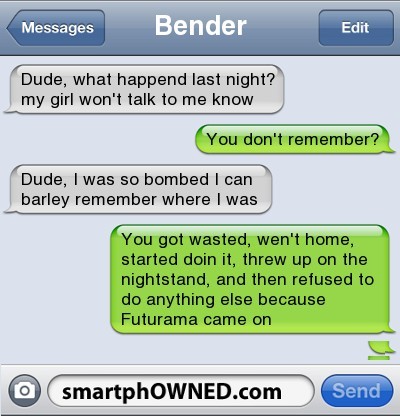 Messages
Bender
Edit
Dude, what happend last night?
my girl won't talk to me know
You don't remember?
Dude, I was so bombed I can
barley remember where I was
You got wasted, wen't home,
started doin it, threw up on the
nightstand, and then refused to
do anything else because
Futurama came on
smartphOWNED.com
Send